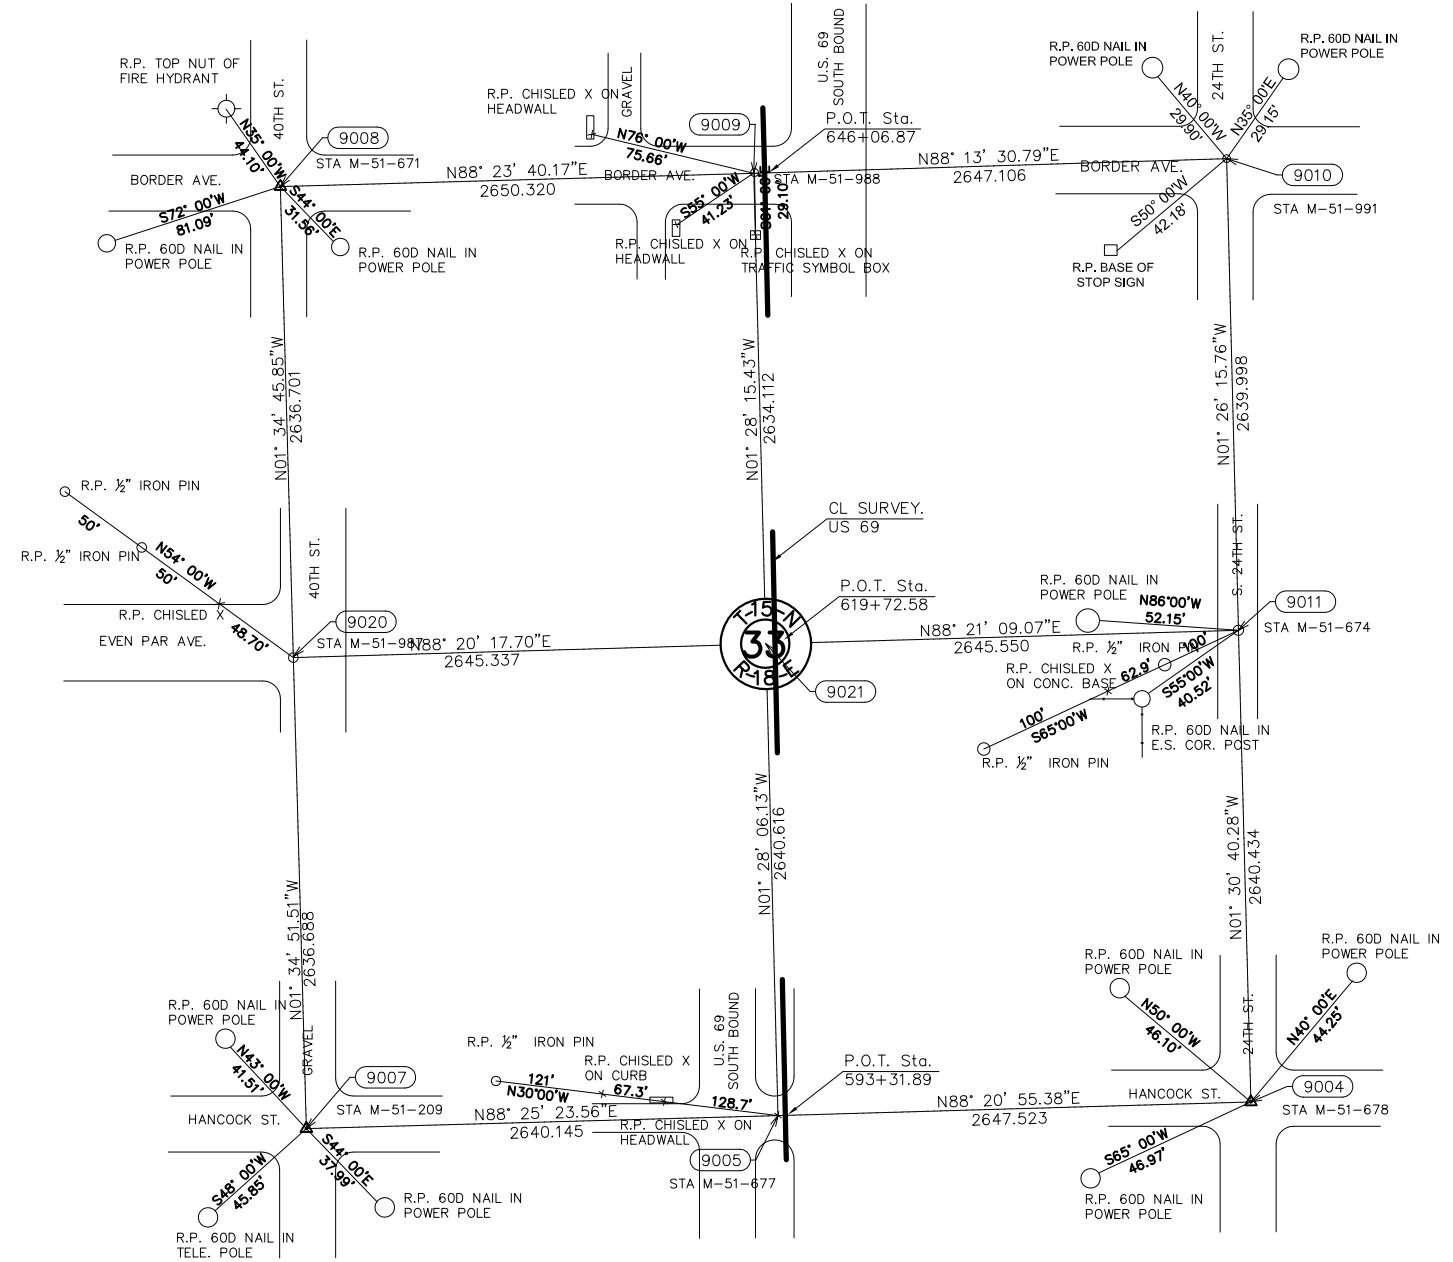 R.P. TOP NUT OF
FIRE HYDRANT
40TH ST.
N35° 00'W
44.10'
9008
STA M-51-671
BORDER AVE.
S72° 00'W
81.09'
S44° 00'E
31.56'
R.P. 60D NAIL IN
POWER POLE
R.P. 60D NAIL IN
POWER POLE
N88° 23' 40.17"E
2650.320
R.P. CHISLED X ON
HEADWALL
GRAVEL
N76° 00'W
75.66'
BORDER AVE.
9009
U.S. 69
SOUTH BOUND
P.O.T. Sta.
646+06.87
STA M-51-988
S55° 00'W
41.23'
29.10'
R.P. CHISLED X ON
HEADWALL
R.P. CHISLED X ON
TRAFFIC SYMBOL BOX
N88° 13' 30.79"E
2647.106
R.P. 60D NAIL IN
POWER POLE
24TH ST.
R.P. 60D NAIL IN
POWER POLE
N40° 00'W
29.90'
N35° 00'E
29.15'
BORDER AVE.
9010
STA M-51-991
S50° 00'W
42.18'
R.P. BASE OF
STOP SIGN
N01° 34' 45.85"W
2636.701
N01° 28' 15.43"W
2634.112
N01° 26' 15.76"W
2639.998
R.P. ½" IRON PIN
50'
R.P. ½" IRON PIN
N54° 00'W
50'
R.P. CHISLED X
48.70'
EVEN PAR AVE.
40TH ST.
9020
STA M-51-987
N88° 20' 17.70"E
2645.337
CL SURVEY.
US 69
P.O.T. Sta.
619+72.58
T-15-N
33
R-18-E
9021
N88° 21' 09.07"E
2645.550
R.P. 60D NAIL IN
POWER POLE
N86°00'W
52.15'
S. 24TH ST.
9011
STA M-51-674
R.P. ½" IRON PIN
100'
R.P. CHISLED X
ON CONC. BASE
62.9'
S55°00'W
40.52'
100'
S65°00'W
R.P. ½" IRON PIN
R.P. 60D NAIL IN
E.S. COR. POST
N01° 34' 51.51"W
2636.688
N01° 28' 06.13"W
2640.616
N01° 30' 40.28"W
2640.434
R.P. 60D NAIL IN
POWER POLE
N43° 00'W
41.51'
GRAVEL
9007
STA M-51-209
HANCOCK ST.
S48° 00'W
45.85'
S44° 00'E
37.99'
R.P. 60D NAIL IN
TELE. POLE
R.P. 60D NAIL IN
POWER POLE
R.P. ½" IRON PIN
121'
N30°00'W
R.P. CHISLED X
ON CURB
67.3'
128.7'
U.S. 69
SOUTH BOUND
N88° 25' 23.56"E
2640.145
R.P. CHISLED X ON
HEADWALL
9005
STA M-51-677
P.O.T. Sta.
593+31.89
N88° 20' 55.38"E
2647.523
R.P. 60D NAIL IN
POWER POLE
N50° 00'W
46.10'
24TH ST.
R.P. 60D NAIL IN
POWER POLE
N40° 00'E
44.25'
HANCOCK ST.
9004
STA M-51-678
S65° 00'W
46.97'
R.P. 60D NAIL IN
POWER POLE